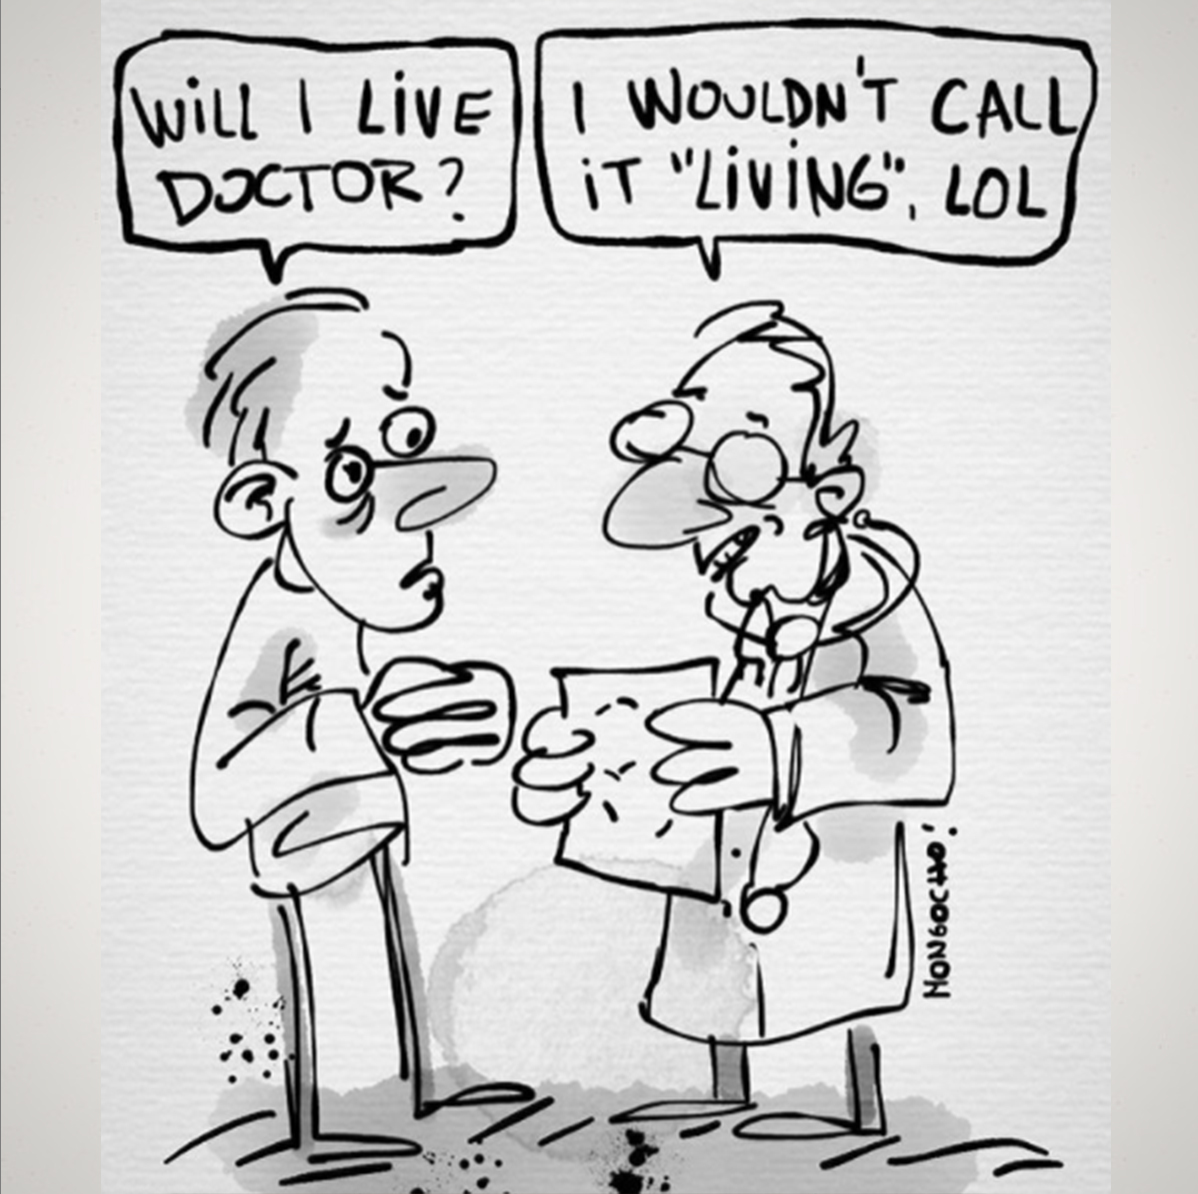 WiLL I LiVE
DOCTOR?
I WOULDN'T CALL
iT "LiViNG", LOL
MONGOCHO!